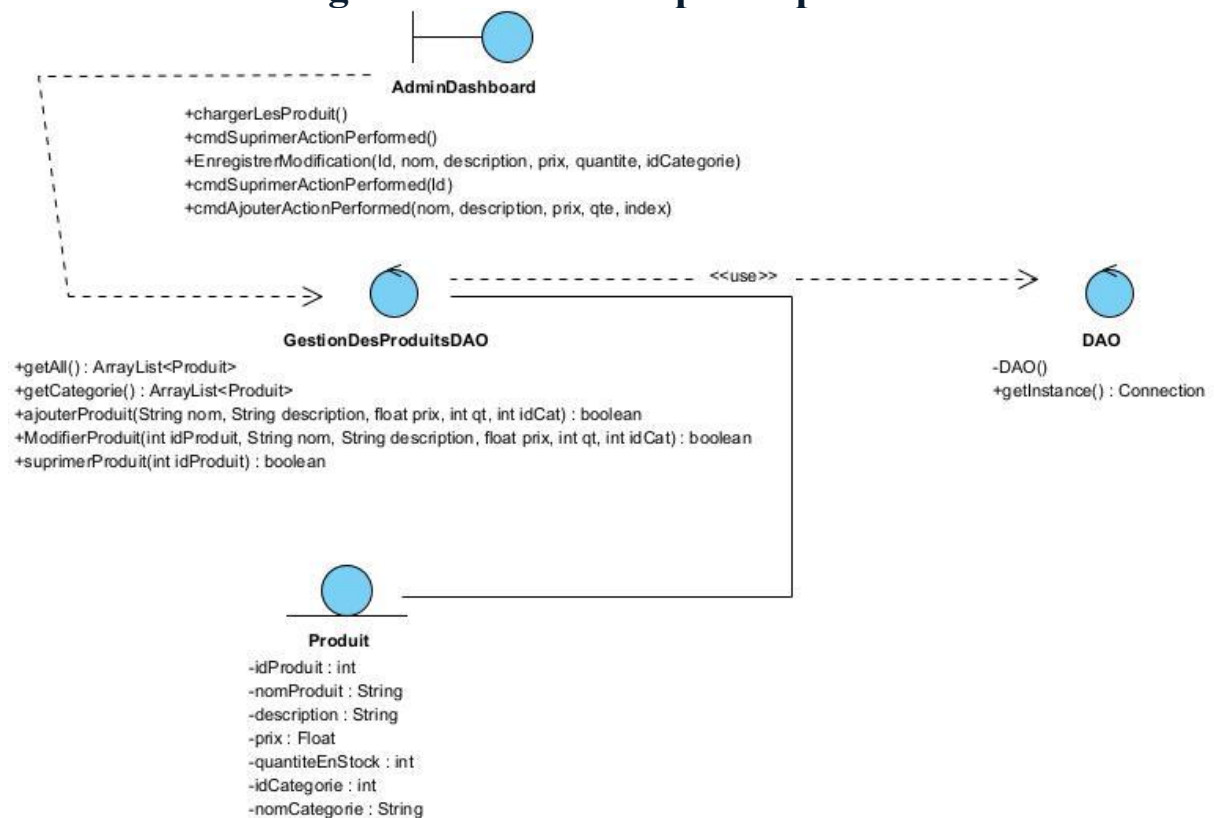 AdminDashboard
+chargerLesProduit()
+cmdSuprimerActionPerformed()
+EnregistrerModification(Id, nom, description, prix, quantite, idCategorie)
+cmdSuprimerActionPerformed(Id)
+cmdAjouterActionPerformed(nom, description, prix, qte, index)
<<use>>
GestionDesProduitsDAO
+getAll() : ArrayList<Produit>
+getCategorie() : ArrayList<Produit>
+ajouterProduit(String nom, String description, float prix, int qt, int idCat) : boolean
+ModifierProduit(int idProduit, String nom, String description, float prix, int qt, int idCat) : boolean
+suprimerProduit(int idProduit) : boolean
DAO
-DAO()
+getInstance() : Connection
Produit
-idProduit : int
-nomProduit : String
-description : String
-prix : Float
-quantiteEnStock : int
-idCategorie : int
-nomCategorie : String